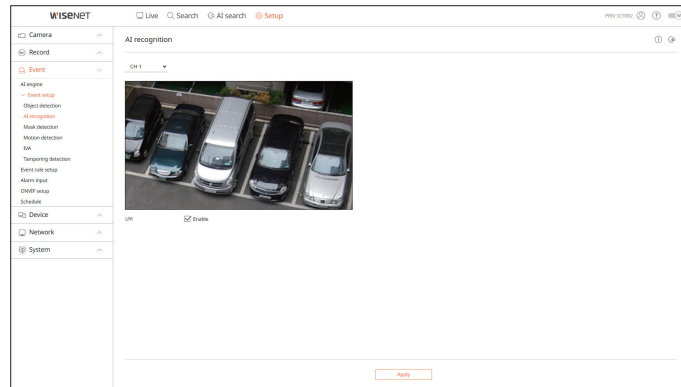 WISENET
Live Search AI search Setup
Camera
Record
Event
AI engine
Event setup
Object detection
AI recognition
Mask detection
Motion detection
IVA
Tampering detection
Event rule setup
Alarm input
ONVIF setup
Schedule
Device
Network
System
AI recognition
CH 1
LPR Enable
Apply